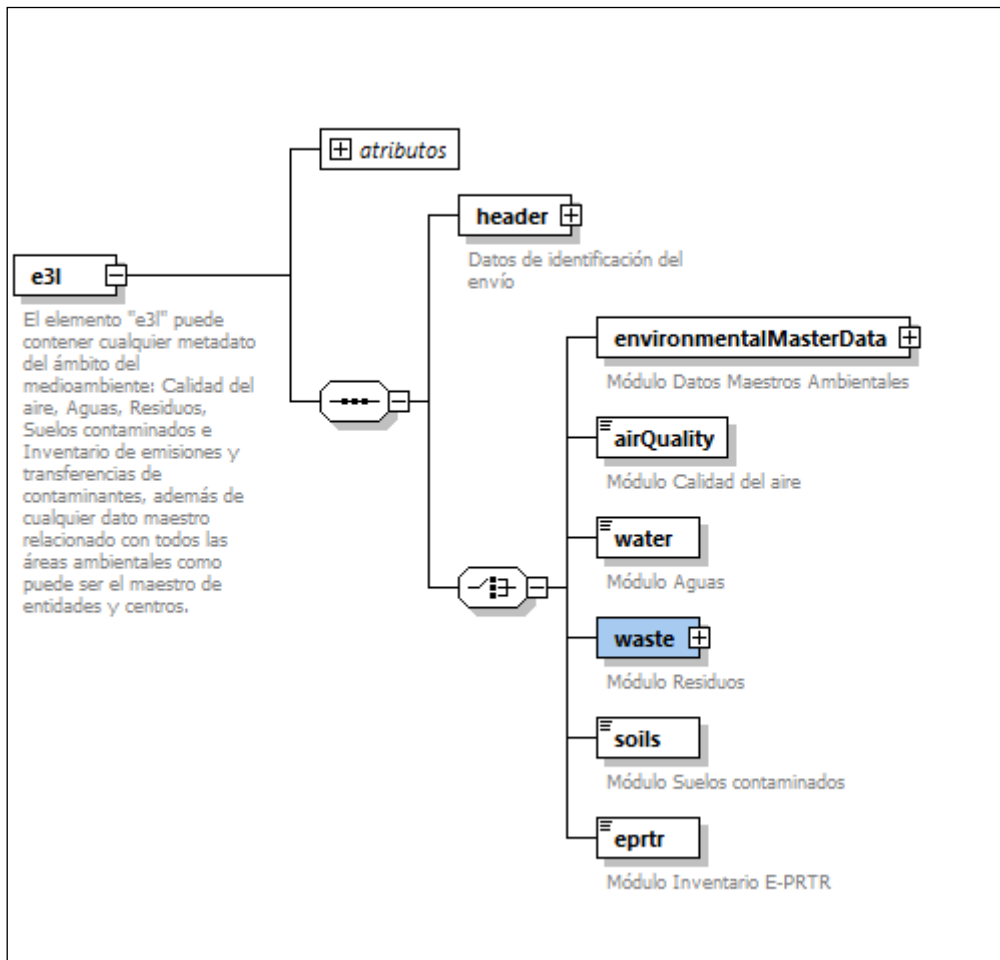 atributos
header
Datos de identificación del
envío
e3l
El elemento "e3l" puede
contener cualquier metadato
del ámbito del
medioambiente: Calidad del
aire, Aguas, Residuos,
Suelos contaminados e
Inventario de emisiones y
transferencias de
contaminantes, además de
cualquier dato maestro
relacionado con todos las
áreas ambientales como
puede ser el maestro de
entidades y centros.
environmentalMasterData
Módulo Datos Maestros Ambientales
airQuality
Módulo Calidad del aire
water
Módulo Aguas
waste
Módulo Residuos
soils
Módulo Suelos contaminados
eprtr
Módulo Inventario E-PRTR